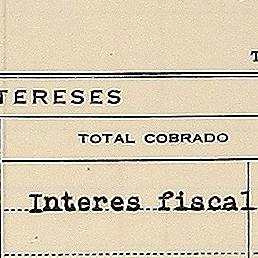 TERESES
TOTAL COBRADO
Interes fiscal